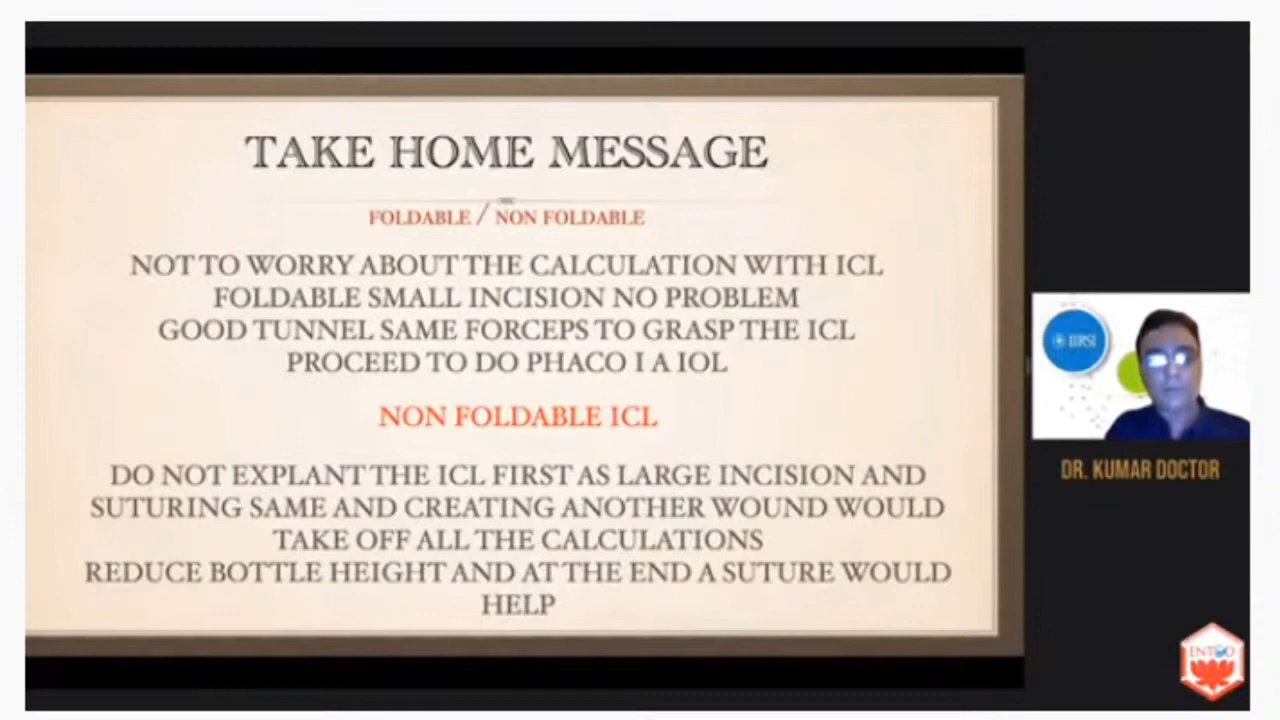 TAKE HOME MESSAGE
FOLDABLE / NON FOLDABLE
NOT TO WORRY ABOUT THE CALCULATION WITH ICL
FOLDABLE SMALL INCISION NO PROBLEM
GOOD TUNNEL SAME FORCEPS TO GRASP THE ICL
PROCEED TO DO PHACO I A IOL
NON FOLDABLE ICL
DO NOT EXPLANT THE ICL FIRST AS LARGE INCISION AND
SUTURING SAME AND CREATING ANOTHER WOUND WOULD
TAKE OFF ALL THE CALCULATIONS
REDUCE BOTTLE HEIGHT AND AT THE END A SUTURE WOULD
HELP
IIRSI
DR. KUMAR DOCTOR